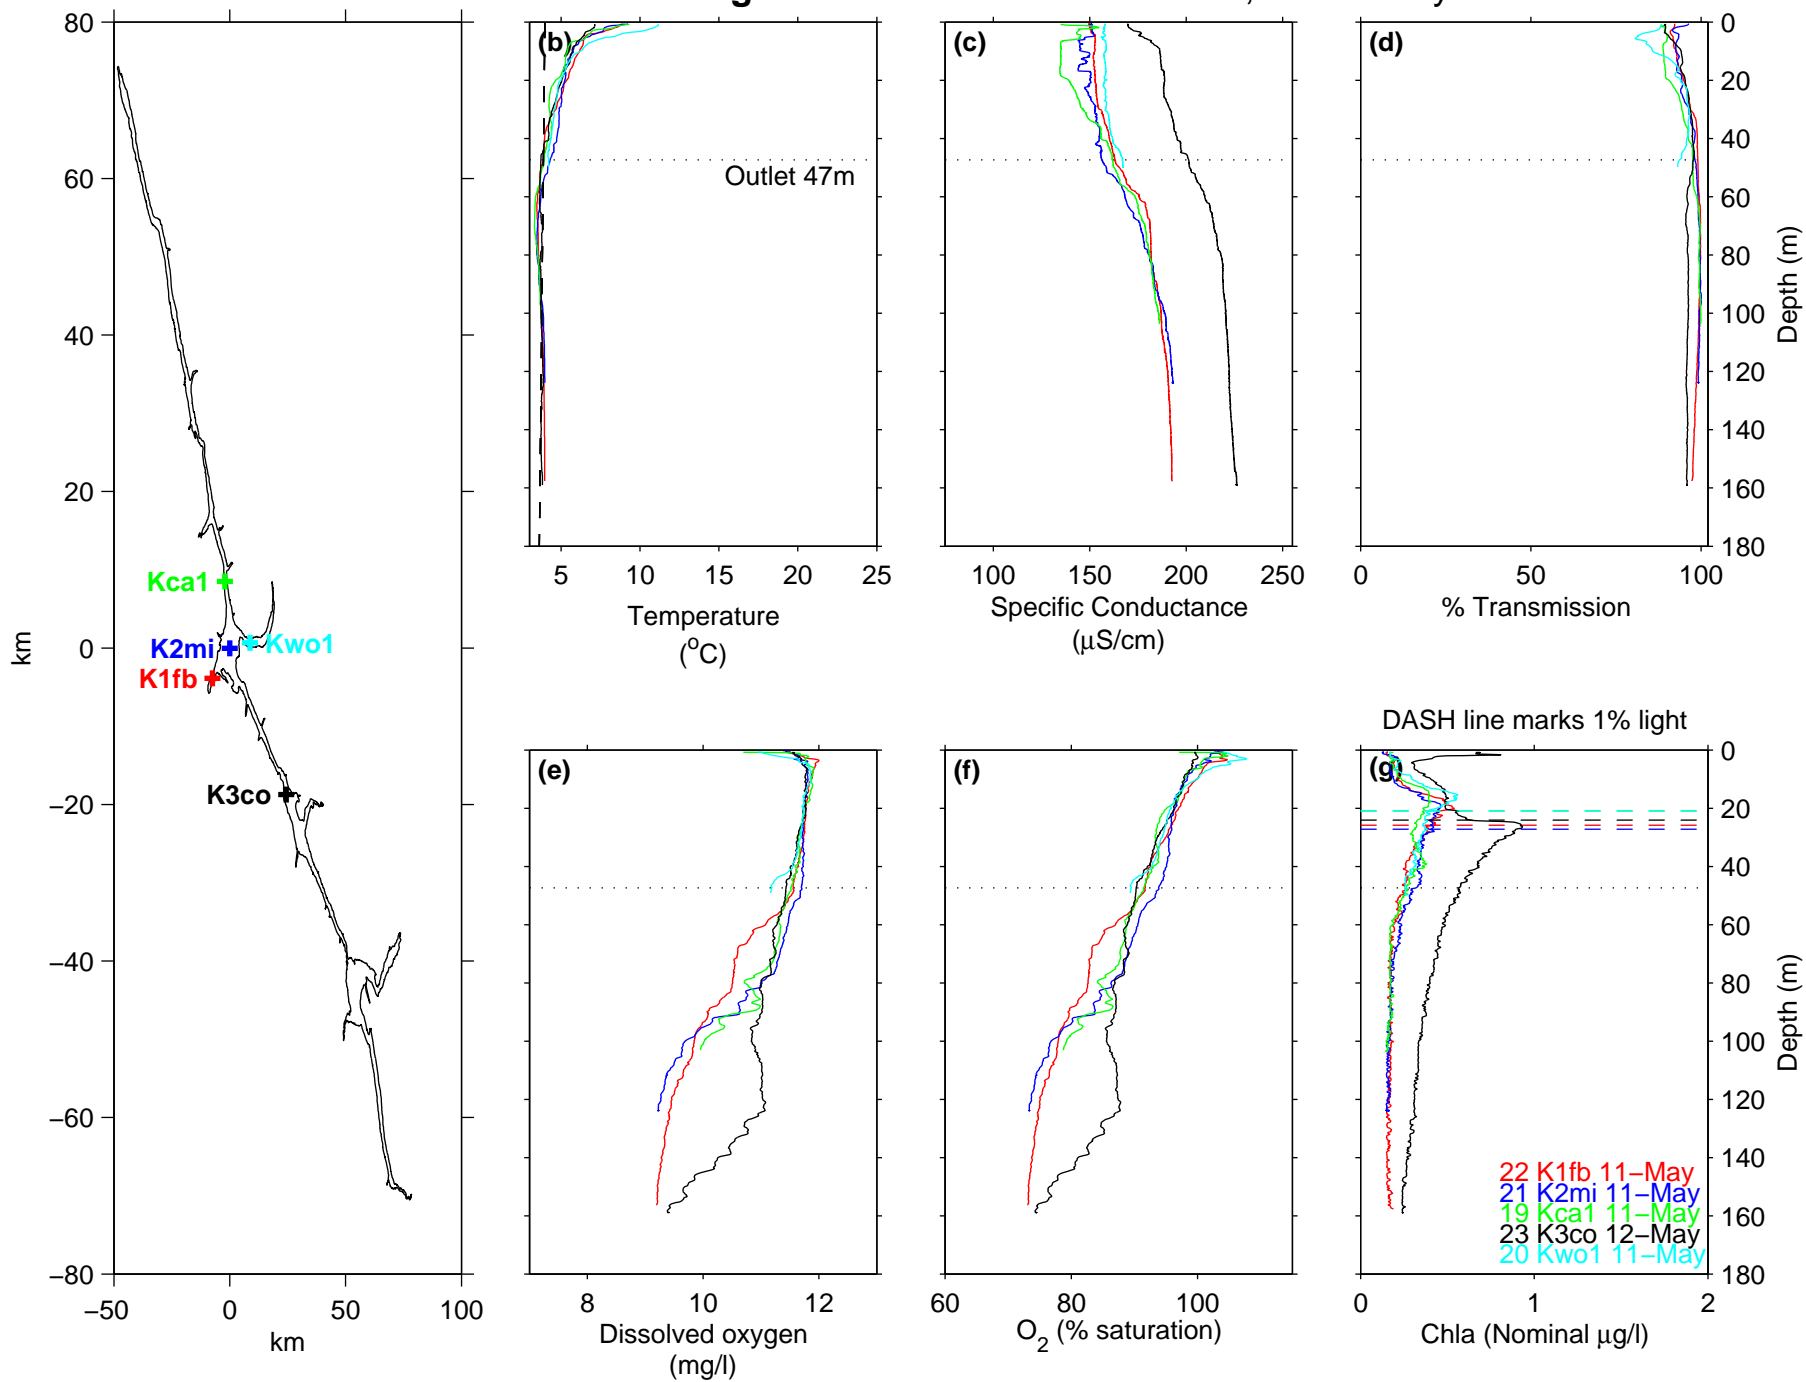 80
60
40
20
0
−20
−40
−60
−80
km
−50
0
50
100
km
Kca1
K2mi
Kwo1
K1fb
K3co
(b)
Outlet 47m
5
10
15
20
25
Temperature
(oC)
(c)
100
150
200
250
Specific Conductance
(μS/cm)
(d)
0
50
100
% Transmission
0
20
40
60
80
100
120
140
160
180
Depth (m)
(e)
8
10
12
Dissolved oxygen
(mg/l)
(f)
60
80
100
O2 (% saturation)
DASH line marks 1% light
(g)
22 K1fb 11−May
21 K2mi 11−May
19 Kca1 11−May
23 K3co 12−May
20 Kwo1 11−May
0
1
2
Chla (Nominal μg/l)
0
20
40
60
80
100
120
140
160
180
Depth (m)